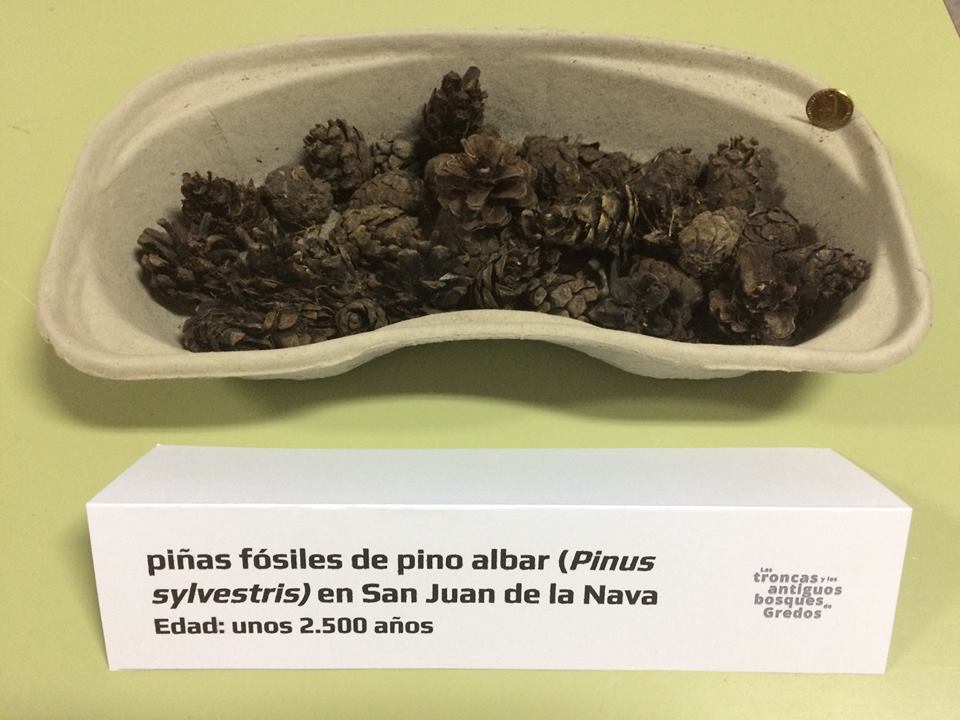 piñas fósiles de pino albar (Pinus
sylvestris) en San Juan de la Nava
Edad: unos 2.500 años
Las
troncas y los
antiguos
bosques de
Gredos